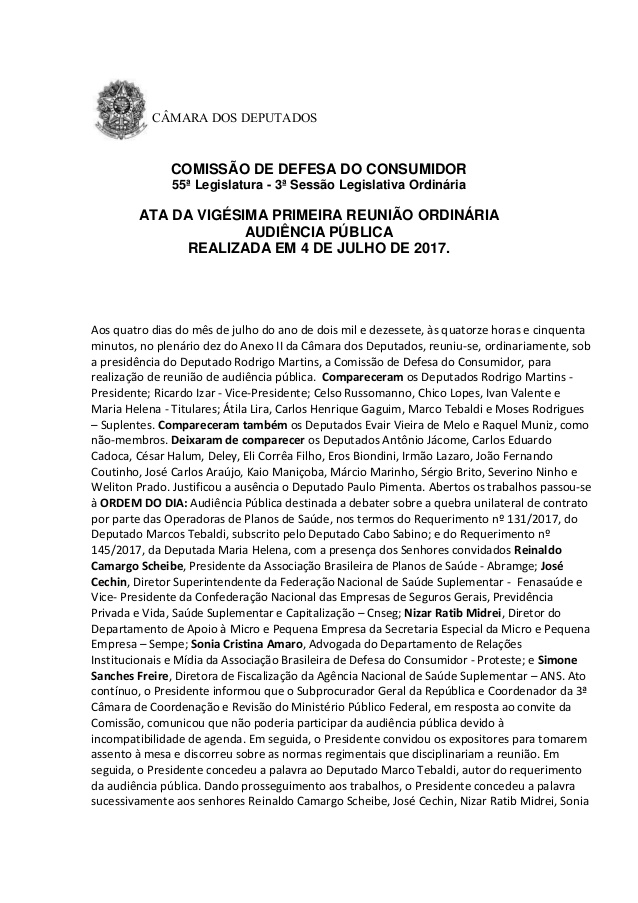 CÂMARA DOS DEPUTADOS
COMISSÃO DE DEFESA DO CONSUMIDOR
55ª Legislatura - 3ª Sessão Legislativa Ordinária
ATA DA VIGÉSIMA PRIMEIRA REUNIÃO ORDINÁRIA
AUDIÊNCIA PÚBLICA
REALIZADA EM 4 DE JULHO DE 2017.
Aos quatro dias do mês de julho do ano de dois mil e dezessete, às quatorze horas e cinquenta
minutos, no plenário dez do Anexo II da Câmara dos Deputados, reuniu-se, ordinariamente, sob
a presidência do Deputado Rodrigo Martins, a Comissão de Defesa do Consumidor, para
realização de reunião de audiência pública. Compareceram os Deputados Rodrigo Martins -
Presidente; Ricardo Izar - Vice-Presidente; Celso Russomanno, Chico Lopes, Ivan Valente e
Maria Helena - Titulares; Átila Lira, Carlos Henrique Gaguim, Marco Tebaldi e Moses Rodrigues
– Suplentes. Compareceram também os Deputados Evair Vieira de Melo e Raquel Muniz, como
não-membros. Deixaram de comparecer os Deputados Antônio Jácome, Carlos Eduardo
Cadoca, César Halum, Deley, Eli Corrêa Filho, Eros Biondini, Irmão Lazaro, João Fernando
Coutinho, José Carlos Araújo, Kaio Maniçoba, Márcio Marinho, Sérgio Brito, Severino Ninho e
Weliton Prado. Justificou a ausência o Deputado Paulo Pimenta. Abertos os trabalhos passou-se
à ORDEM DO DIA: Audiência Pública destinada a debater sobre a quebra unilateral de contrato
por parte das Operadoras de Planos de Saúde, nos termos do Requerimento nº 131/2017, do
Deputado Marcos Tebaldi, subscrito pelo Deputado Cabo Sabino; e do Requerimento nº
145/2017, da Deputada Maria Helena, com a presença dos Senhores convidados Reinaldo
Camargo Scheibe, Presidente da Associação Brasileira de Planos de Saúde - Abramge; José
Cechin, Diretor Superintendente da Federação Nacional de Saúde Suplementar - Fenasaúde e
Vice- Presidente da Confederação Nacional das Empresas de Seguros Gerais, Previdência
Privada e Vida, Saúde Suplementar e Capitalização – Cnseg; Nizar Ratib Midrei, Diretor do
Departamento de Apoio à Micro e Pequena Empresa da Secretaria Especial da Micro e Pequena
Empresa – Sempe; Sonia Cristina Amaro, Advogada do Departamento de Relações
Institucionais e Mídia da Associação Brasileira de Defesa do Consumidor - Proteste; e Simone
Sanches Freire, Diretora de Fiscalização da Agência Nacional de Saúde Suplementar – ANS. Ato
contínuo, o Presidente informou que o Subprocurador Geral da República e Coordenador da 3ª
Câmara de Coordenação e Revisão do Ministério Público Federal, em resposta ao convite da
Comissão, comunicou que não poderia participar da audiência pública devido à
incompatibilidade de agenda. Em seguida, o Presidente convidou os expositores para tomarem
assento à mesa e discorreu sobre as normas regimentais que disciplinariam a reunião. Em
seguida, o Presidente concedeu a palavra ao Deputado Marco Tebaldi, autor do requerimento
da audiência pública. Dando prosseguimento aos trabalhos, o Presidente concedeu a palavra
sucessivamente aos senhores Reinaldo Camargo Scheibe, José Cechin, Nizar Ratib Midrei, Sonia